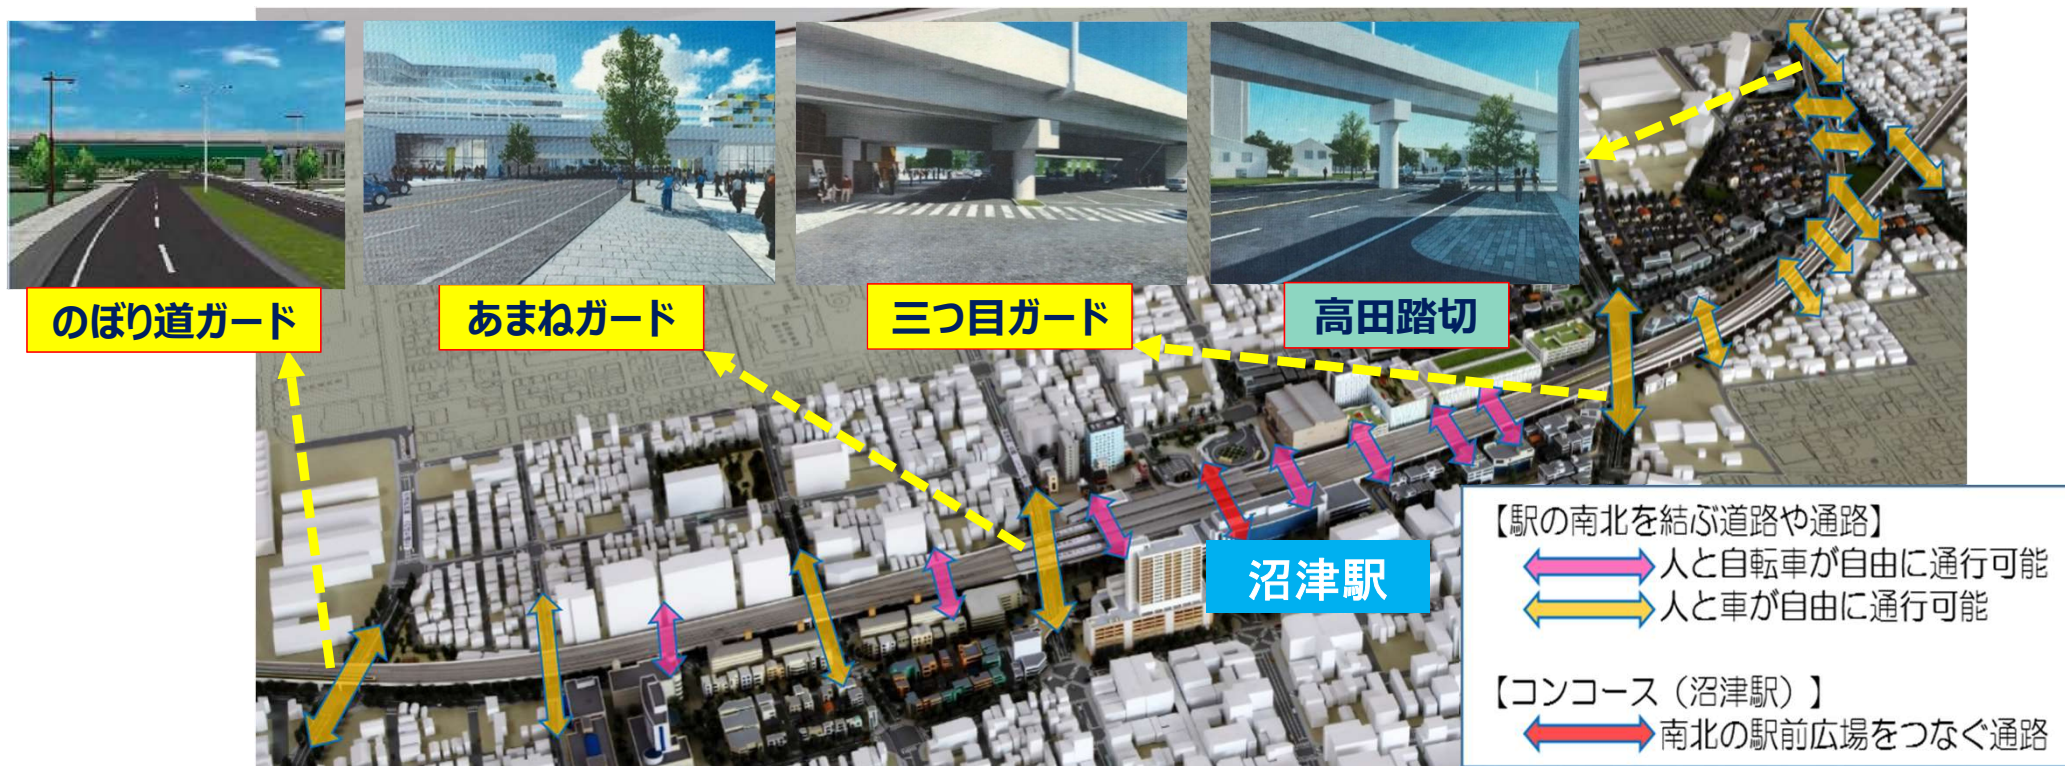 のぼり道ガード
あまねガード
三つ目ガード
高田踏切
沼津駅
【駅の南北を結ぶ道路や通路】
人と自転車が自由に通行可能
人と車が自由に通行可能
【コンコース（沼津駅）】
南北の駅前広場をつなぐ通路